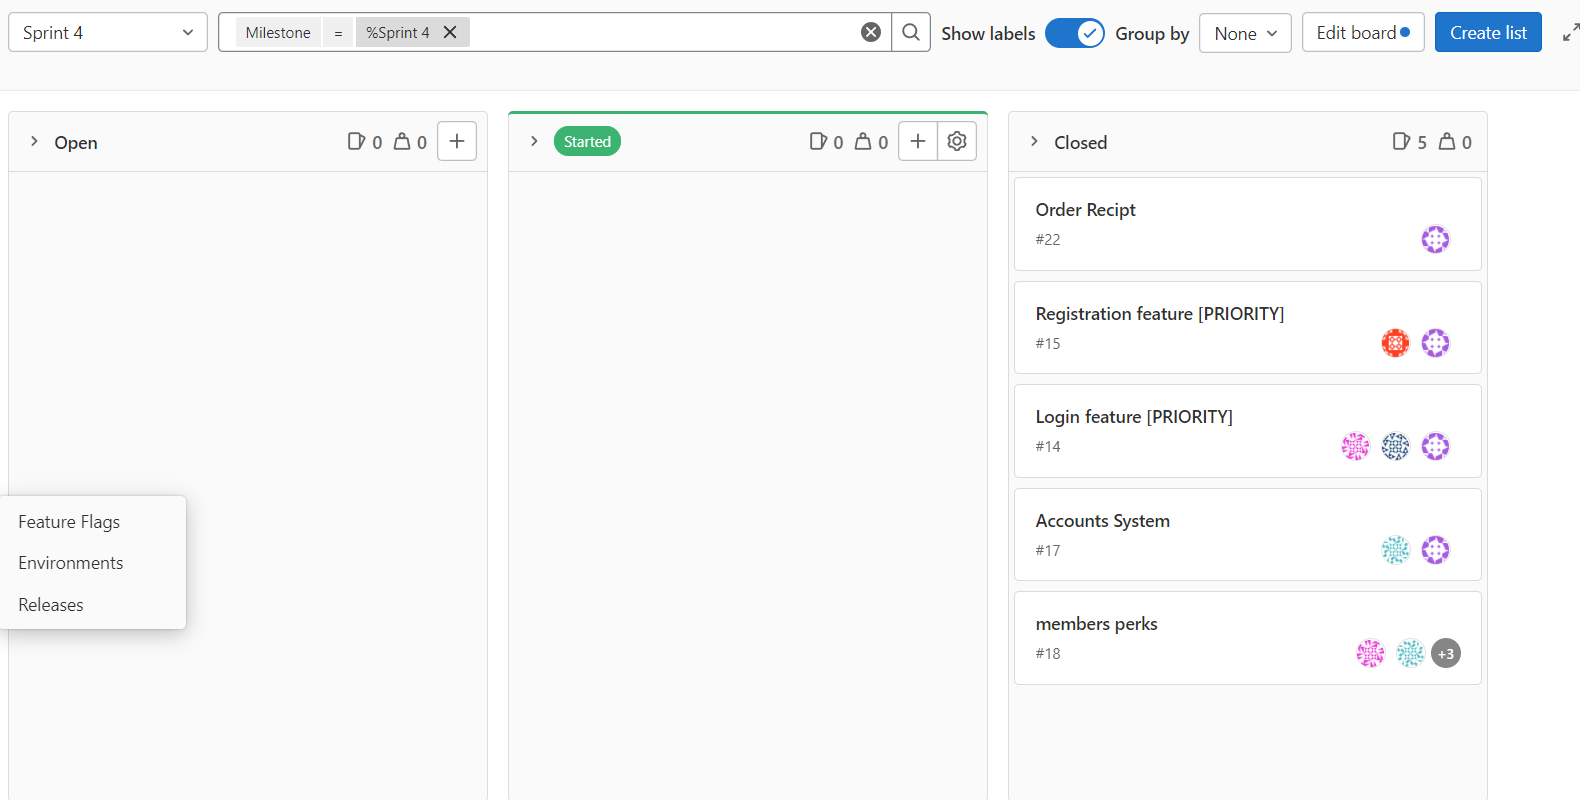 Sprint 4
Milestone = %Sprint 4
Show labels
Group by
None
Edit board
Create list
Open 0 0
Started 0 0
Closed 5 0
Order Recipt
#22
Registration feature [PRIORITY]
#15
Login feature [PRIORITY]
#14
Accounts System
#17
members perks
#18
+3
Feature Flags
Environments
Releases